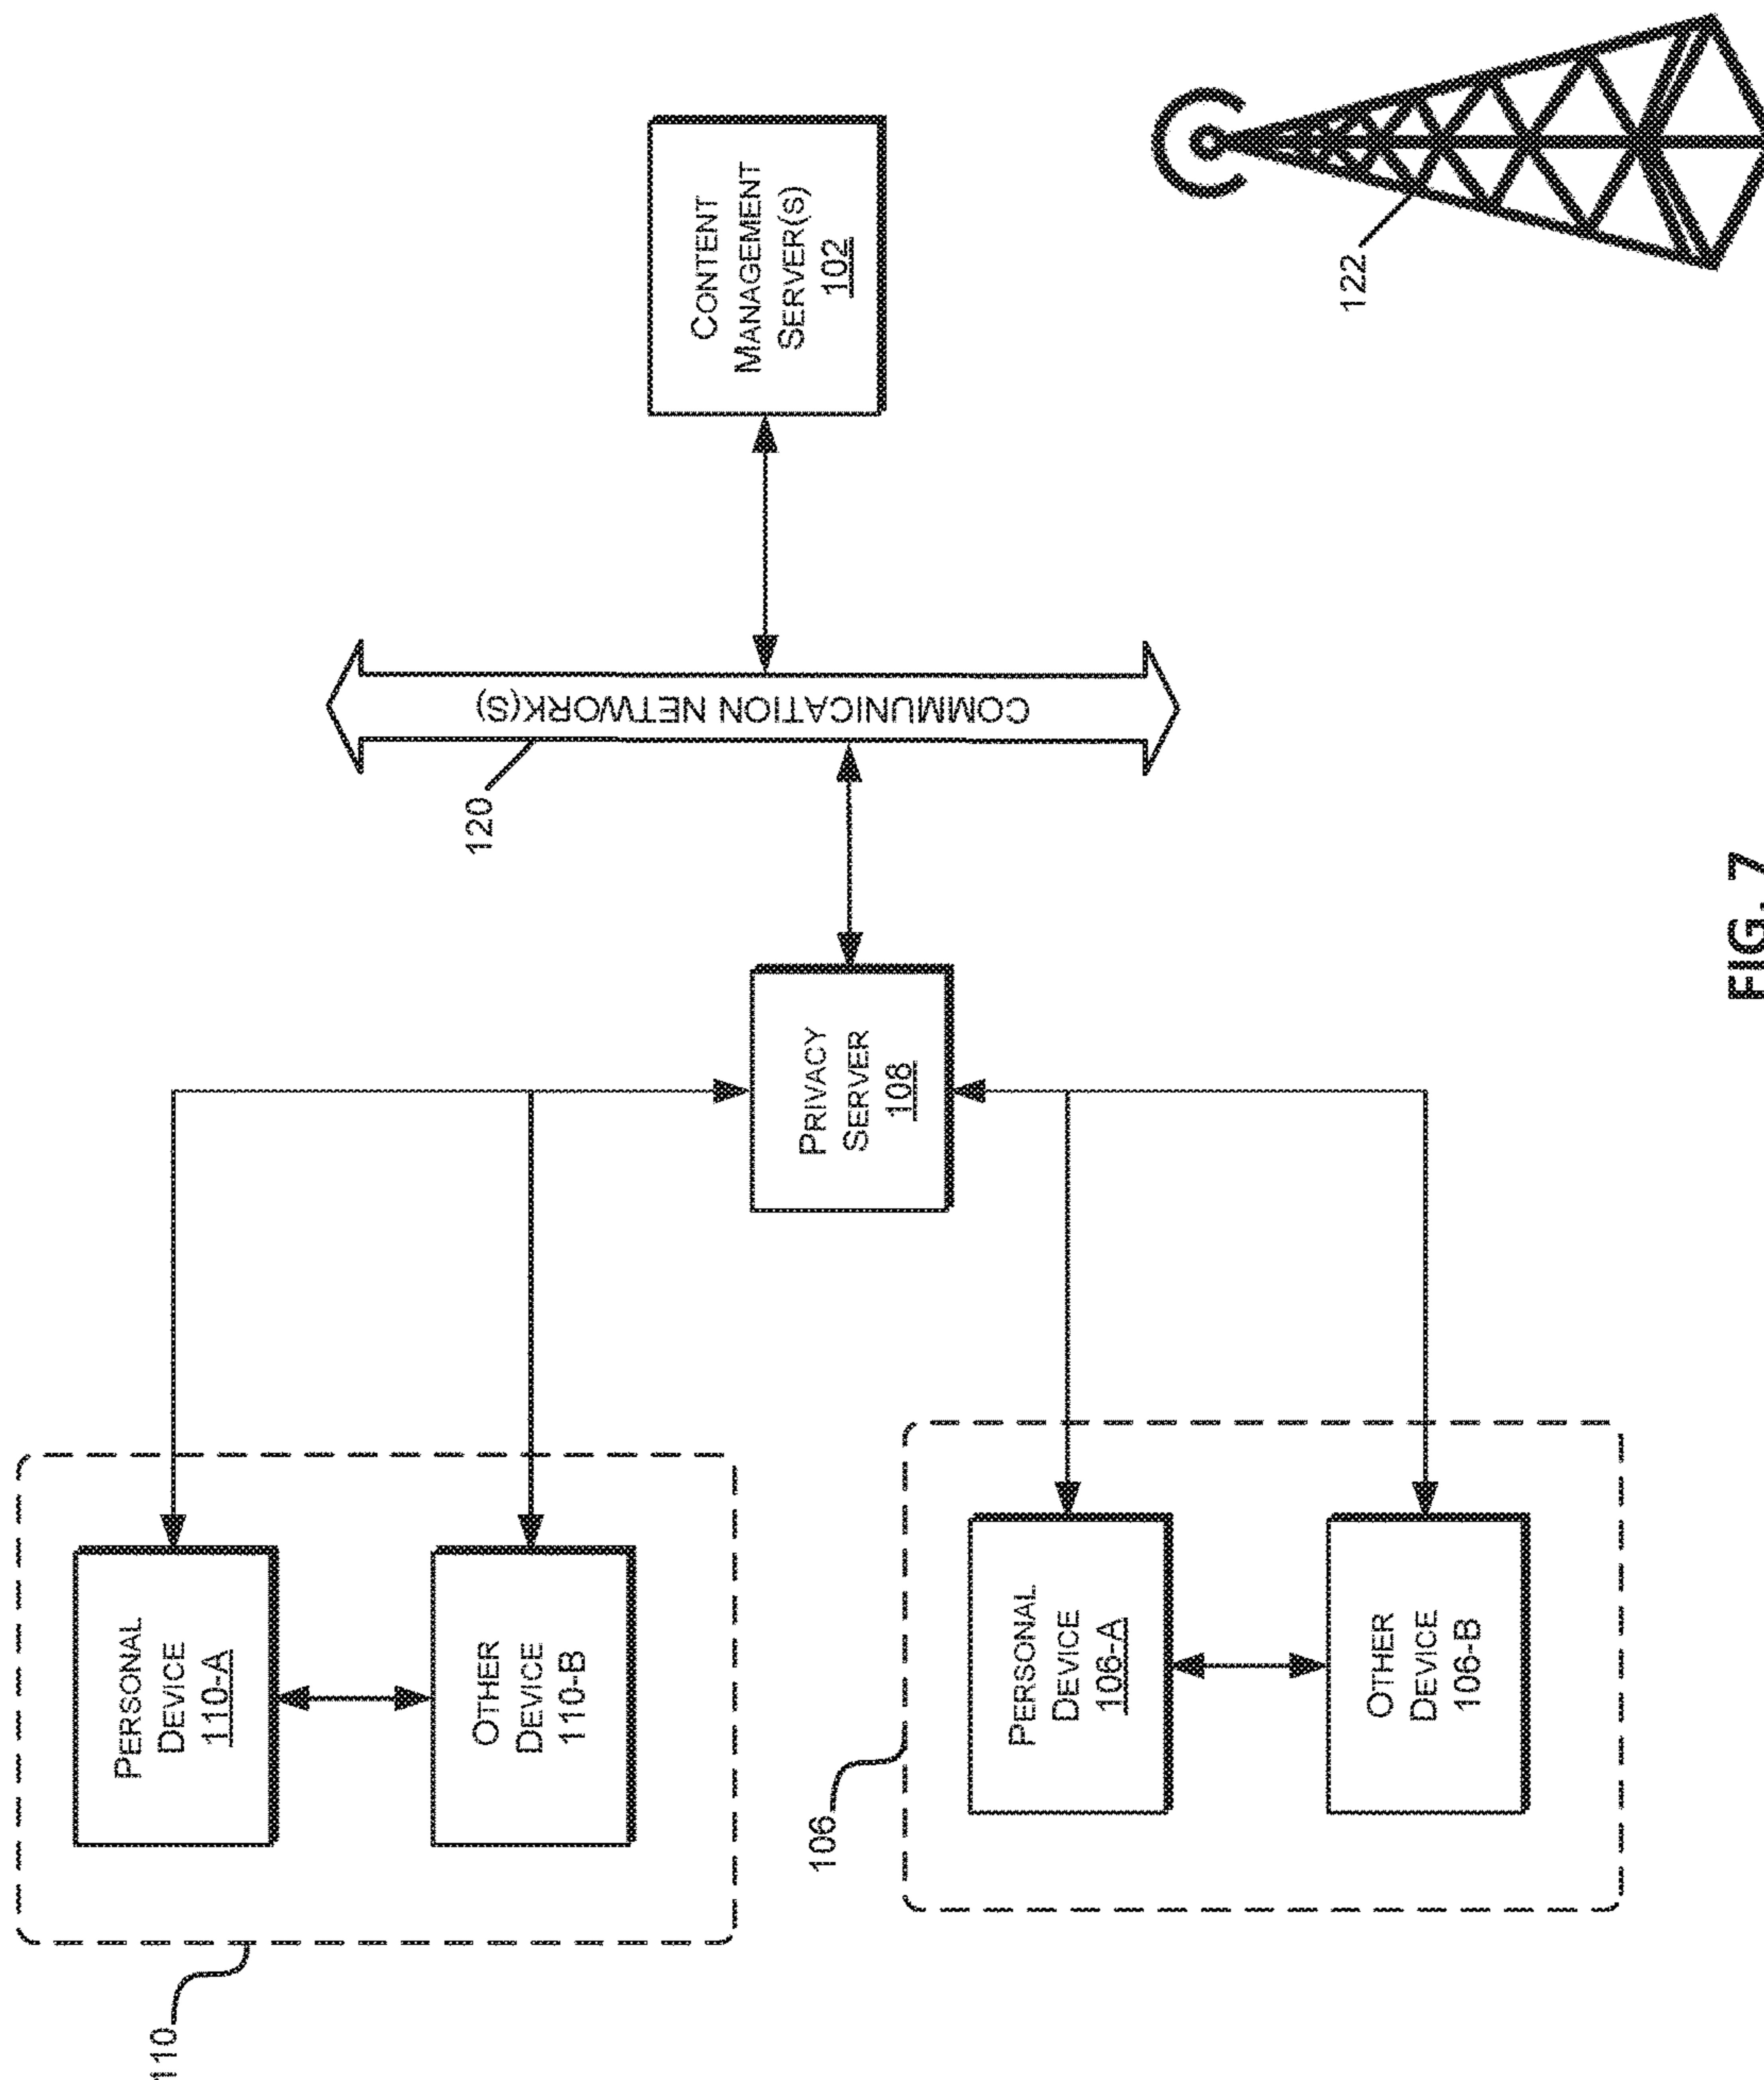 110
PERSONAL
DEVICE
110-A
OTHER
DEVICE
110-B
106
PERSONAL
DEVICE
106-A
OTHER
DEVICE
106-B
PRIVACY
SERVER
108
120
COMMUNICATION NETWORK(S)
CONTENT
MANAGEMENT
SERVER(S)
102
122
FIG. 7